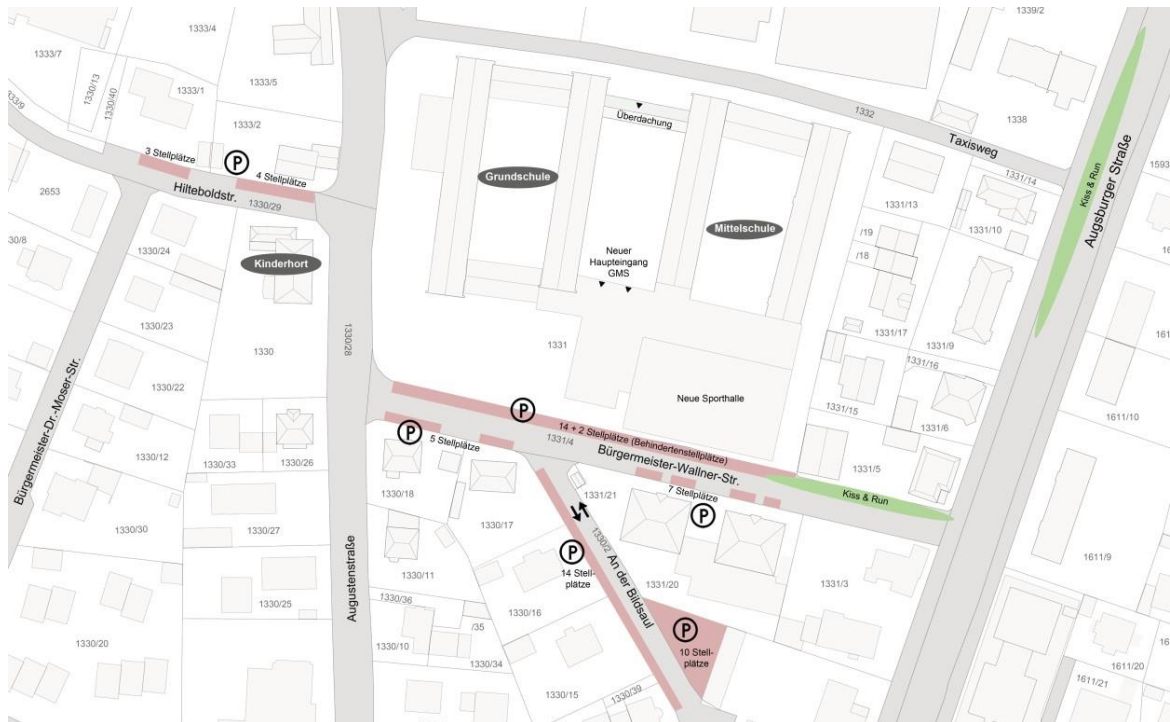 1333/4
1339/2
1333/7
1330/13
1330/40
1333/1
1333/5
1333/2
1332
1338
Überdachung
Taxisweg
3 Stellplätze
P
4 Stellplätze
Grundschule
1331/14
Kiss & Run
Augsburger Straße
1593
2653
Hilteboldstr.
1330/29
1331/13
1331/10
1330/24
Kinderhort
Mittelschule
Neuer
Haupteingang
GMS
/19
/18
1330/23
1330/28
1331/17
1331/9
1330
1331
1331/16
1330/22
Neue Sporthalle
1331/15
1331/6
1611/10
Bürgermeister-Dr.-Moser-Str.
P
14 + 2 Stellplätze (Behindertenstellplätze)
P
5 Stellplätze
1331/4
Bürgermeister-Wallner-Str.
1330/12
1330/33
1330/26
1331/5
1330/18
7 Stellplätze
P
Kiss & Run
1331/21
1330/30
1330/27
1330/17
1330/2
P
14 Stell-
plätze
An der Bildsaul
1611/9
1330/11
1331/20
1331/3
1330/25
Augustenstraße
1330/36
/35
1330/16
P
10 Stell-
plätze
1330/20
1330/10
1330/34
1330/15
1330/39
1611/20
1611/21